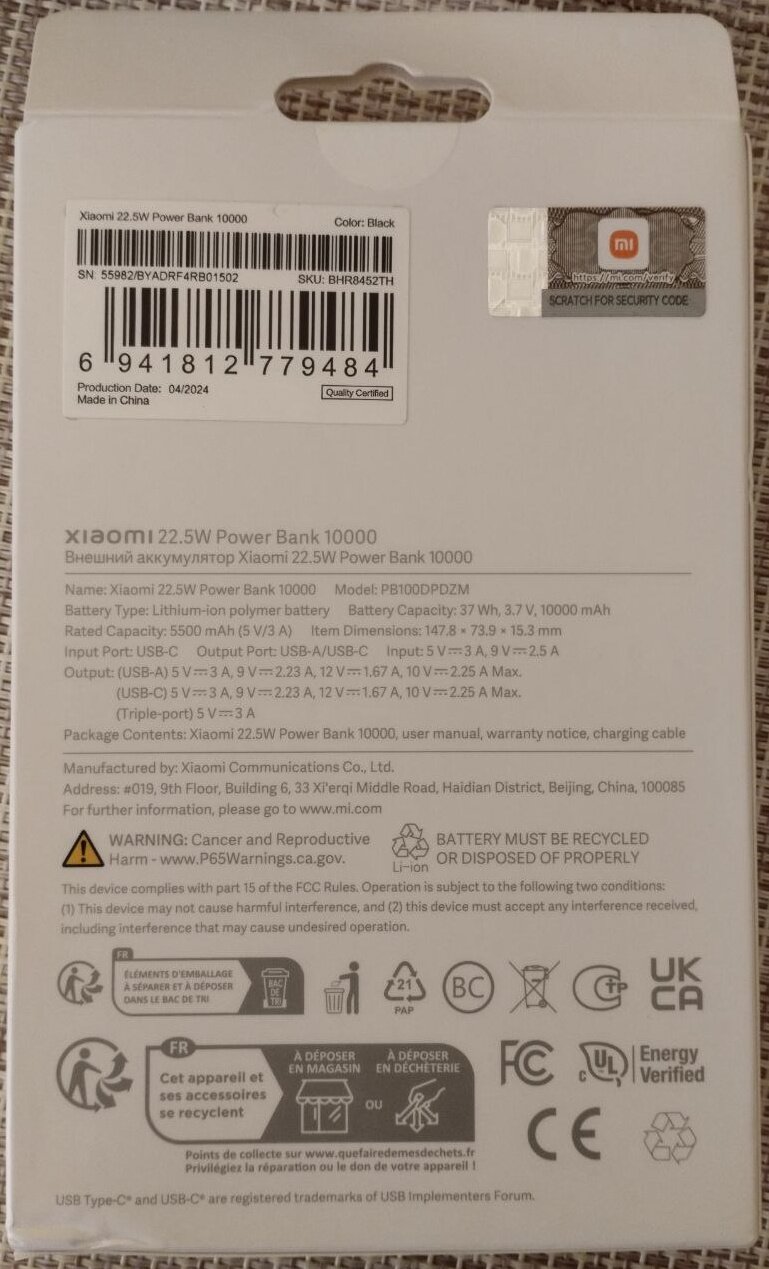 Xiaomi 22.5W Power Bank 10000
Color: Black
SN: 55982/BYADRF4RB01502
SKU: BHR8452TH
6 941812 779484
Production Date: 04/2024
Made in China
Quality Certified
mi
https://mi.com/verify
SCRATCH FOR SECURITY CODE
xiaomi 22.5W Power Bank 10000
Внешний аккумулятор Xiaomi 22.5W Power Bank 10000
Name: Xiaomi 22.5W Power Bank 10000 Model: PB100DPDZM
Battery Type: Lithium-ion polymer battery Battery Capacity: 37 Wh, 3.7 V, 10000 mAh
Rated Capacity: 5500 mAh (5 V/3 A) Item Dimensions: 147.8 × 73.9 × 15.3 mm
Input Port: USB-C Output Port: USB-A/USB-C Input: 5 V⎓3 A, 9 V⎓2.5 A
Output: (USB-A) 5 V⎓3 A, 9 V⎓2.23 A, 12 V⎓1.67 A, 10 V⎓2.25 A Max.
(USB-C) 5 V⎓3 A, 9 V⎓2.23 A, 12 V⎓1.67 A, 10 V⎓2.25 A Max.
(Triple-port) 5 V⎓3 A
Package Contents: Xiaomi 22.5W Power Bank 10000, user manual, warranty notice, charging cable
Manufactured by: Xiaomi Communications Co., Ltd.
Address: #019, 9th Floor, Building 6, 33 Xi'erqi Middle Road, Haidian District, Beijing, China, 100085
For further information, please go to www.mi.com
WARNING: Cancer and Reproductive
Harm - www.P65Warnings.ca.gov.
Li-ion
BATTERY MUST BE RECYCLED
OR DISPOSED OF PROPERLY
This device complies with part 15 of the FCC Rules. Operation is subject to the following two conditions:
(1) This device may not cause harmful interference, and (2) this device must accept any interference received,
including interference that may cause undesired operation.
FR
ÉLÉMENTS D'EMBALLAGE
À SÉPARER ET À DÉPOSER
DANS LE BAC DE TRI
BAC
DE
TRI
21
PAP
BC
UK
CA
FR
Cet appareil et
ses accessoires
se recyclent
À DÉPOSER
EN MAGASIN
OU
À DÉPOSER
EN DÉCHÈTERIE
Points de collecte sur www.quefairedemesdechets.fr
Privilégiez la réparation ou le don de votre appareil !
FC
c UL
Energy
Verified
CE
USB Type-C® and USB-C® are registered trademarks of USB Implementers Forum.